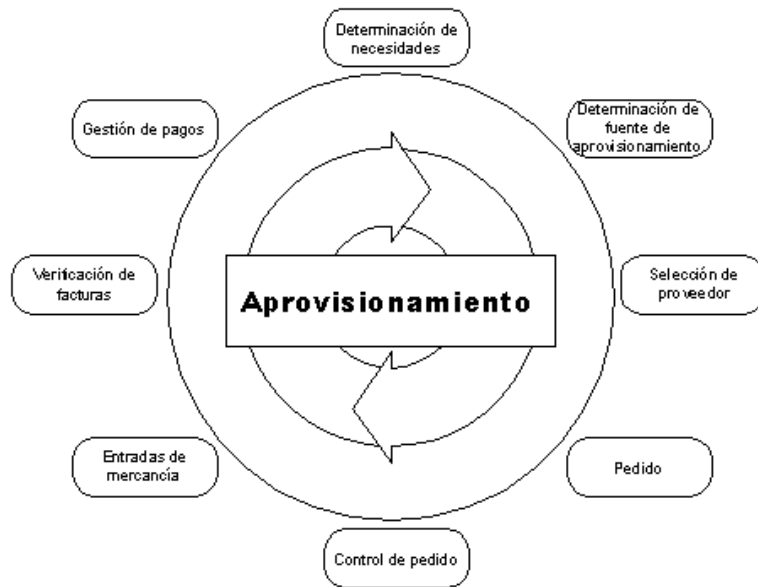 Determinación de
necesidades
Gestión de pagos
Determinación de
fuente de
aprovisionamiento
Verificación de
facturas
Aprovisionamiento
Selección de
proveedor
Entradas de
mercancía
Pedido
Control de pedido